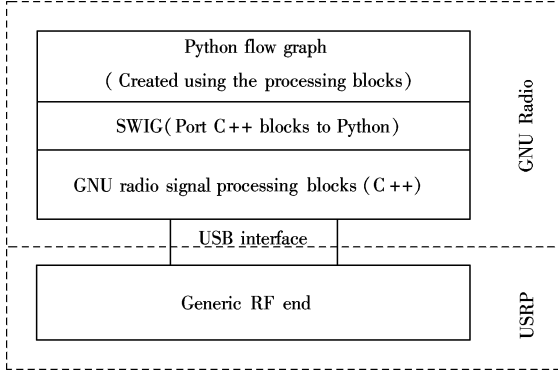 Python flow graph
( Created using the processing blocks)
SWIG(Port C++ blocks to Python)
GNU radio signal processing blocks (C++)
GNU Radio
USB interface
Generic RF end
USRP